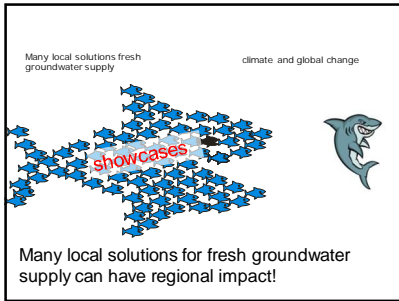 Many local solutions fresh
groundwater supply
climate and global change
showcases
Many local solutions for fresh groundwater
supply can have regional impact!